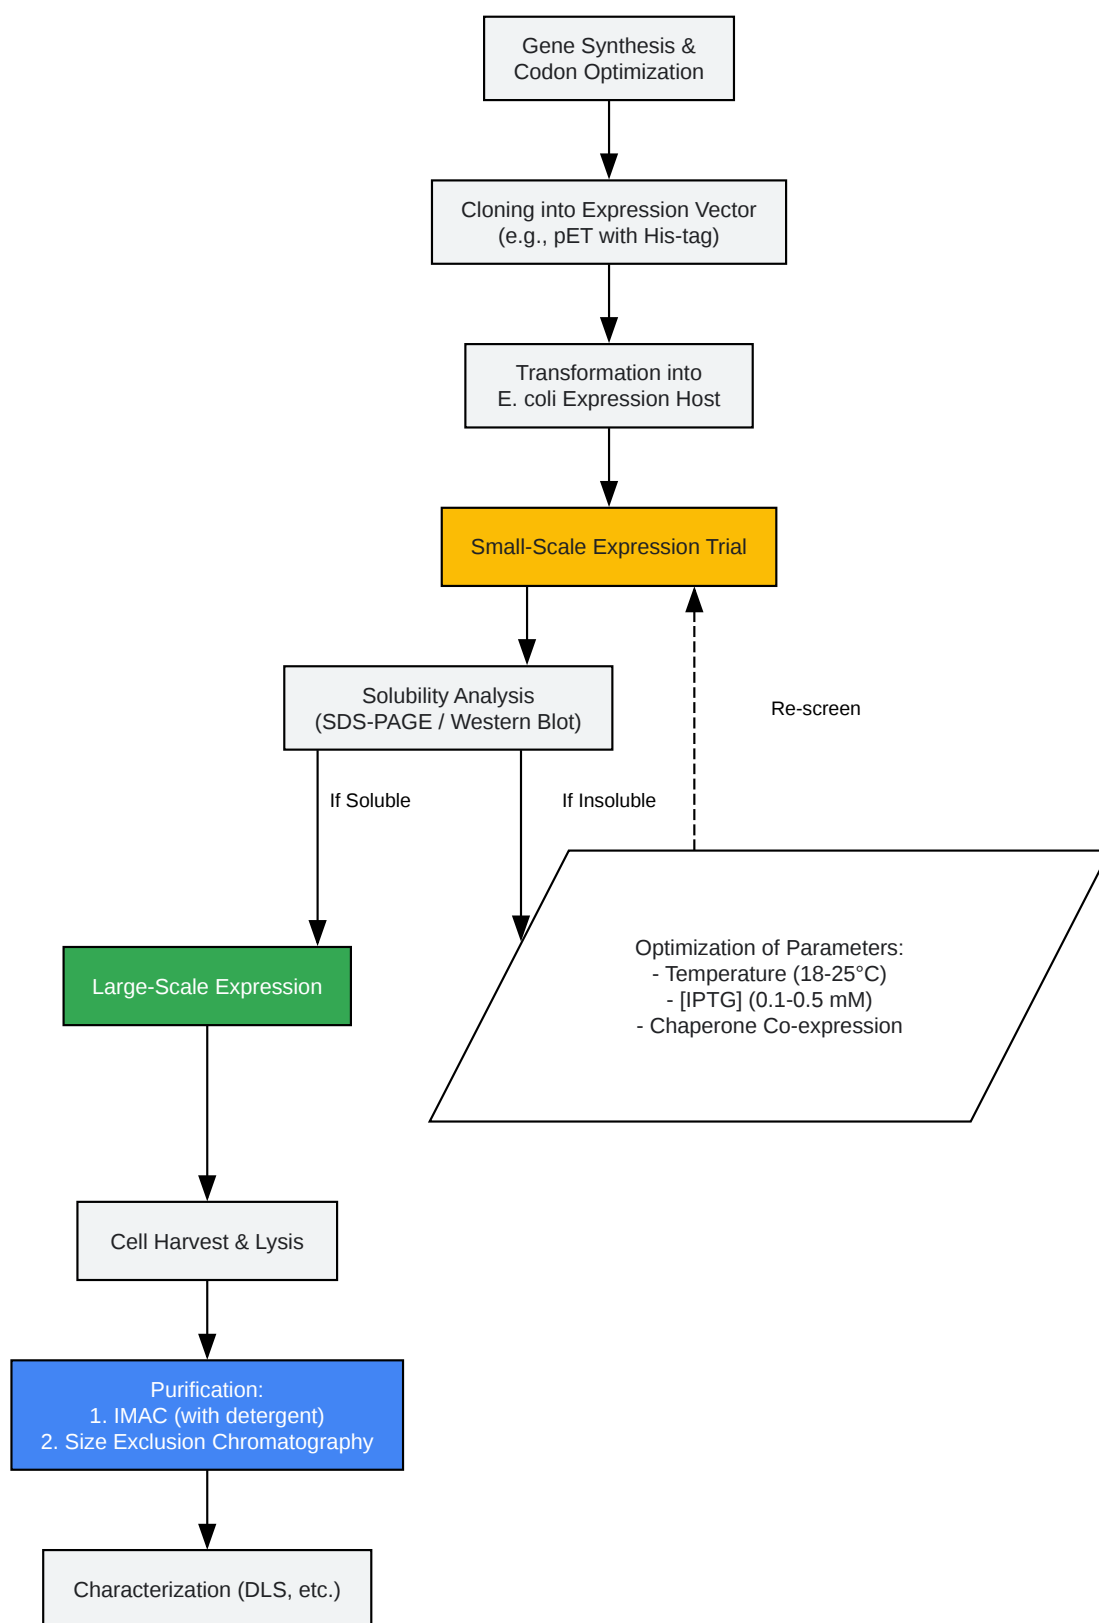 Gene Synthesis &
Codon Optimization
Cloning into Expression Vector
(e.g., pET with His-tag)
Transformation into
E. coli Expression Host
Small-Scale Expression Trial
Solubility Analysis
(SDS-PAGE / Western Blot)
Re-screen
If Soluble
If Insoluble
Optimization of Parameters:
- Temperature (18-25°C)
- [IPTG] (0.1-0.5 mM)
- Chaperone Co-expression
Large-Scale Expression
Cell Harvest & Lysis
Purification:
1. IMAC (with detergent)
2. Size Exclusion Chromatography
Characterization (DLS, etc.)